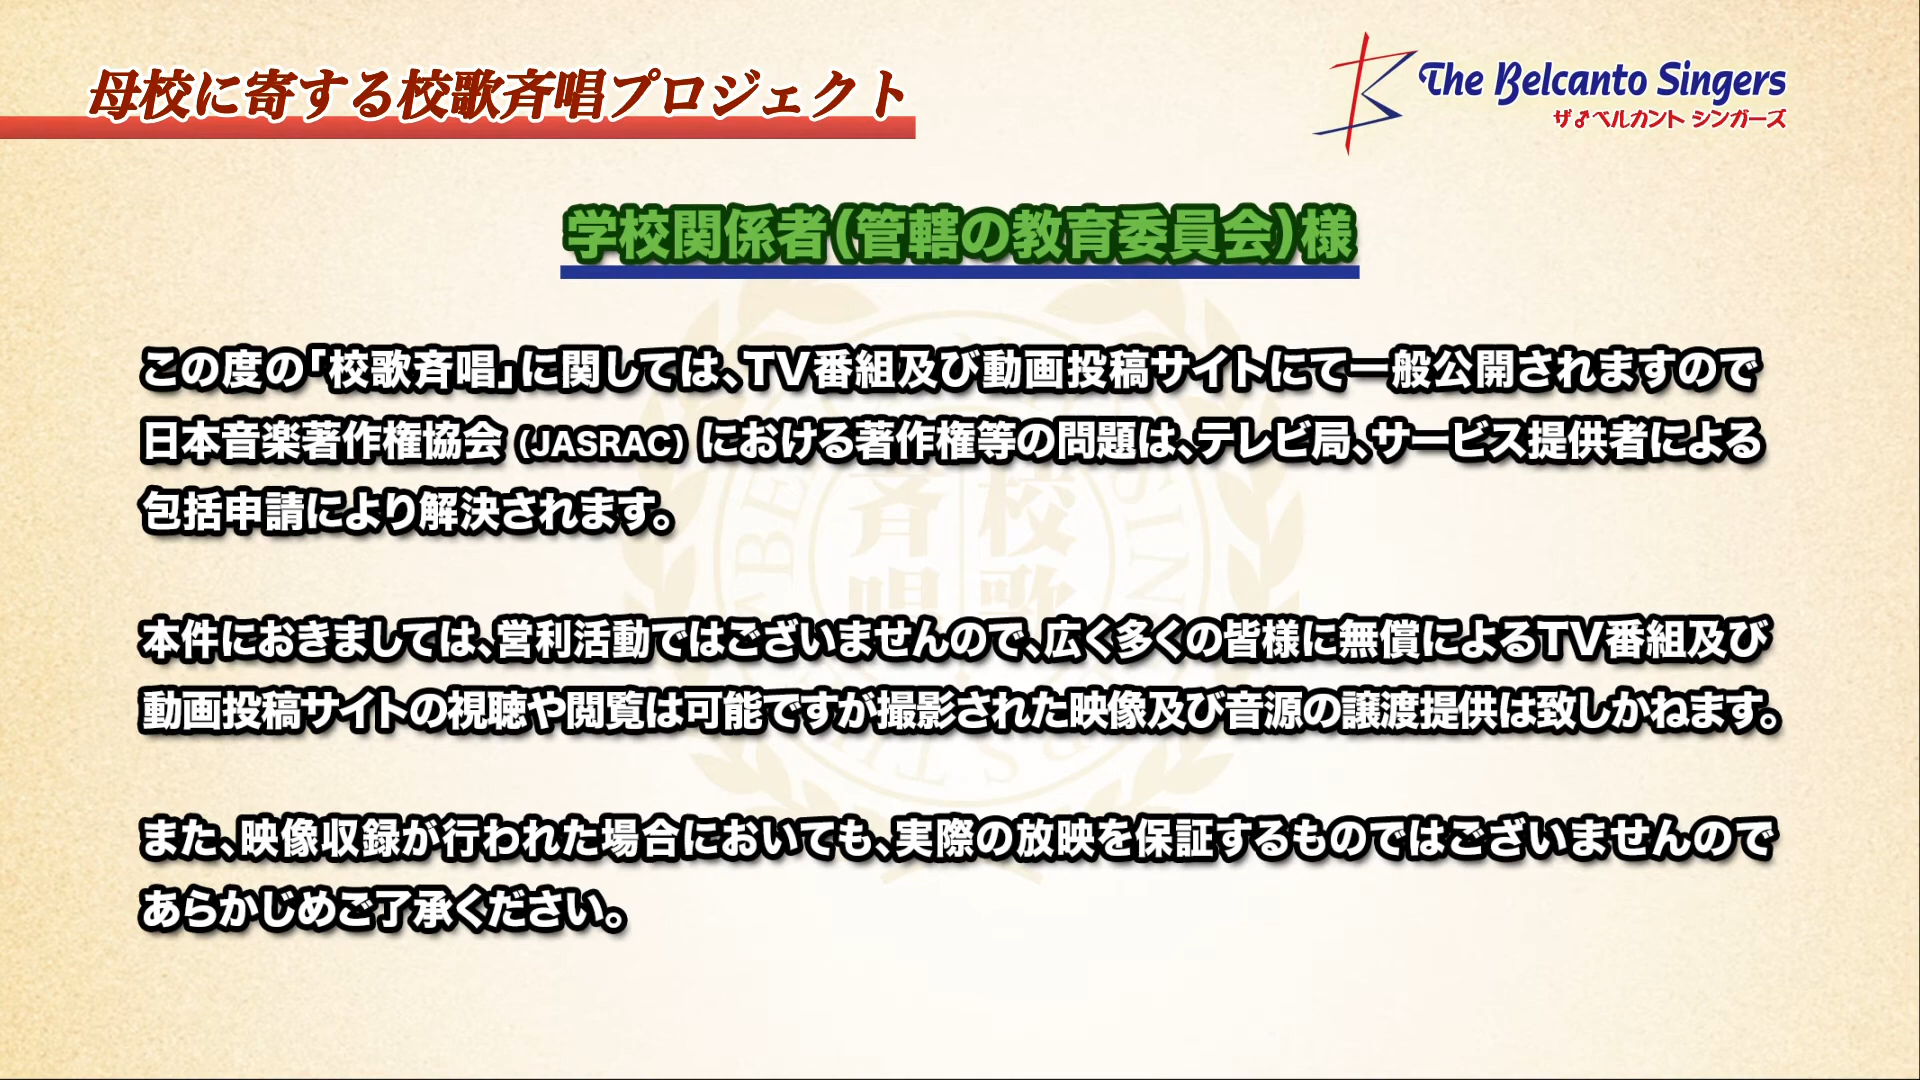 母校に寄する校歌斉唱プロジェクト
The Belcanto Singers
ザ♂ベルカント シンガーズ
学校関係者(管轄の教育委員会)様
この度の「校歌斉唱」に関しては、TV番組及び動画投稿サイトにて一般公開されますので
日本音楽著作権協会（JASRAC）における著作権等の問題は、テレビ局、サービス提供者による
包括申請により解決されます。
本件におきましては、営利活動ではございませんので、広く多くの皆様に無償によるTV番組及び
動画投稿サイトの視聴や閲覧は可能ですが撮影された映像及び音源の譲渡提供は致しかねます。
また、映像収録が行われた場合においても、実際の放映を保証するものではございませんので
あらかじめご了承ください。
校歌
斉唱